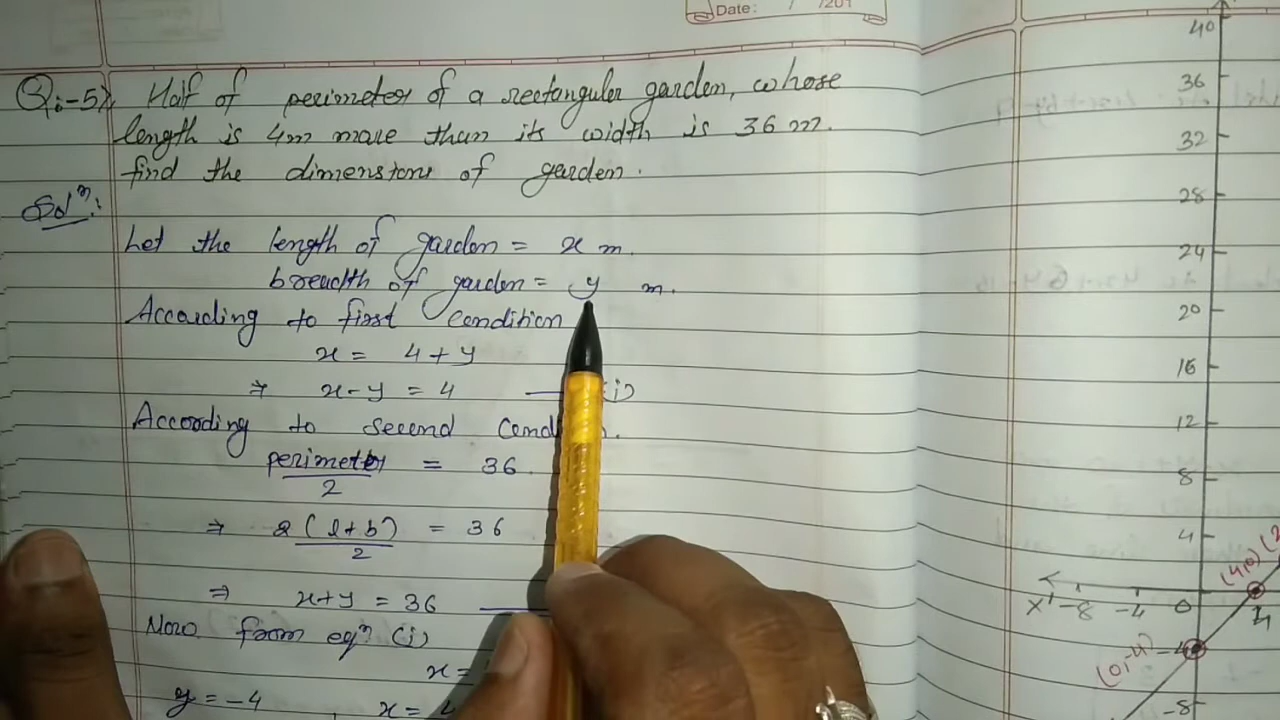 Date: / /201
Q:-5> Half of perimeter of a rectangular garden, whose
length is 4m more than its width is 36 m.
find the dimensions of garden.
Solⁿ:
Let the length of garden = x m.
breadth of garden = y m.
According to first condition
x = 4 + y
⇒ x - y = 4 (i)
According to second
perimeter/2 = 36
⇒ 2(l+b)/2 = 36
⇒ x+y = 36
Now from eqⁿ (i)
x =
y = -4
x =
40
36
32
28
24
20
16
12
8
4
X' -8 -4 0 4
-4
-8
(4,0)
(0,-4)